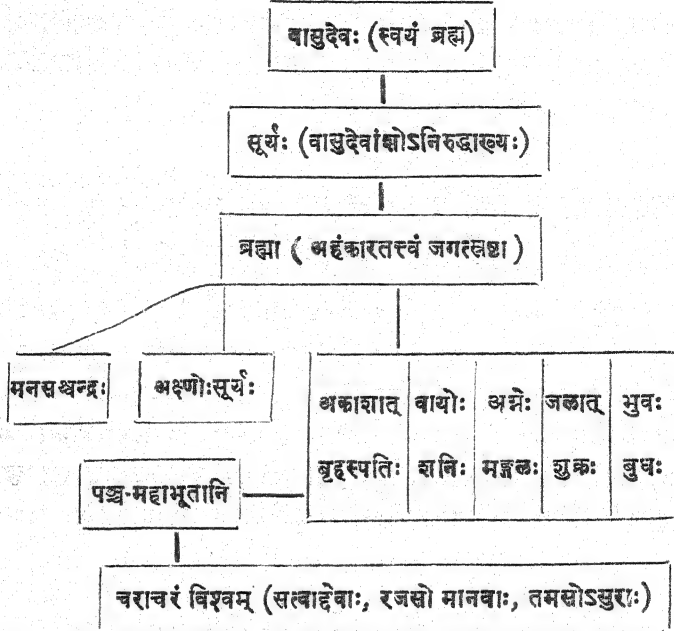 वासुदेवः (स्वयं ब्रह्म)
सूर्यः (वासुदेवांशोऽनिरुद्धाख्यः)
ब्रह्मा ( अहंकारतत्त्वं जगत्स्रष्टा )
मनसश्चन्द्रः
अक्ष्णोःसूर्यः
अकाशात् वायोः अग्नेः जलात् भुवः
बृहस्पतिः शनिः मङ्गलः शुक्रः बुधः
पञ्च-महाभूतानि
चराचरं विश्वम् (सत्वाद्देवाः, रजसो मानवाः, तमसोऽसुराः)